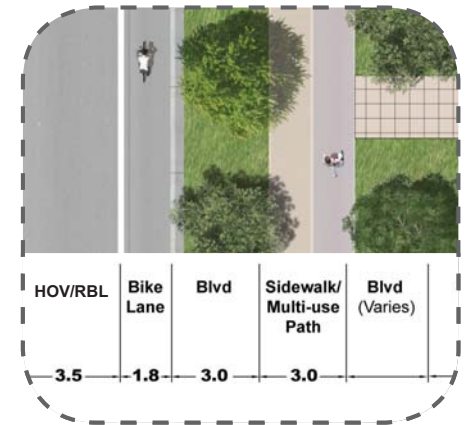 HOV/RBL
Bike
Lane
Blvd
Sidewalk/
Multi-use
Path
Blvd
(Varies)
3.5
1.8
3.0
3.0